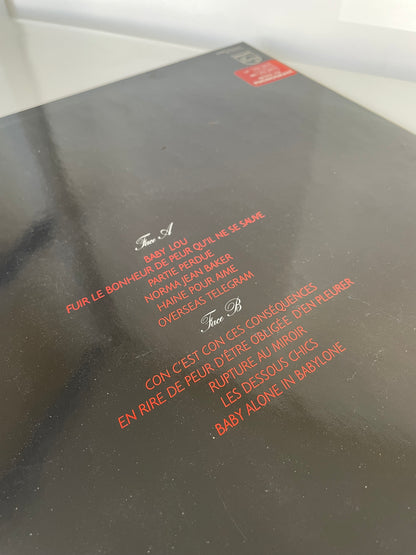 Face A
BABY LOU
FUIR LE BONHEUR DE PEUR QU'IL NE SE SAUVE
PARTIE PERDUE
NORMA JEAN BAKER
HAINE POUR AIME
OVERSEAS TELEGRAM
Face B
CON C'EST CON CES CONSÉQUENCES
EN RIRE DE PEUR D'ÊTRE OBLIGÉE D'EN PLEURER
RUPTURE AU MIROIR
LES DESSOUS CHICS
BABY ALONE IN BABYLONE